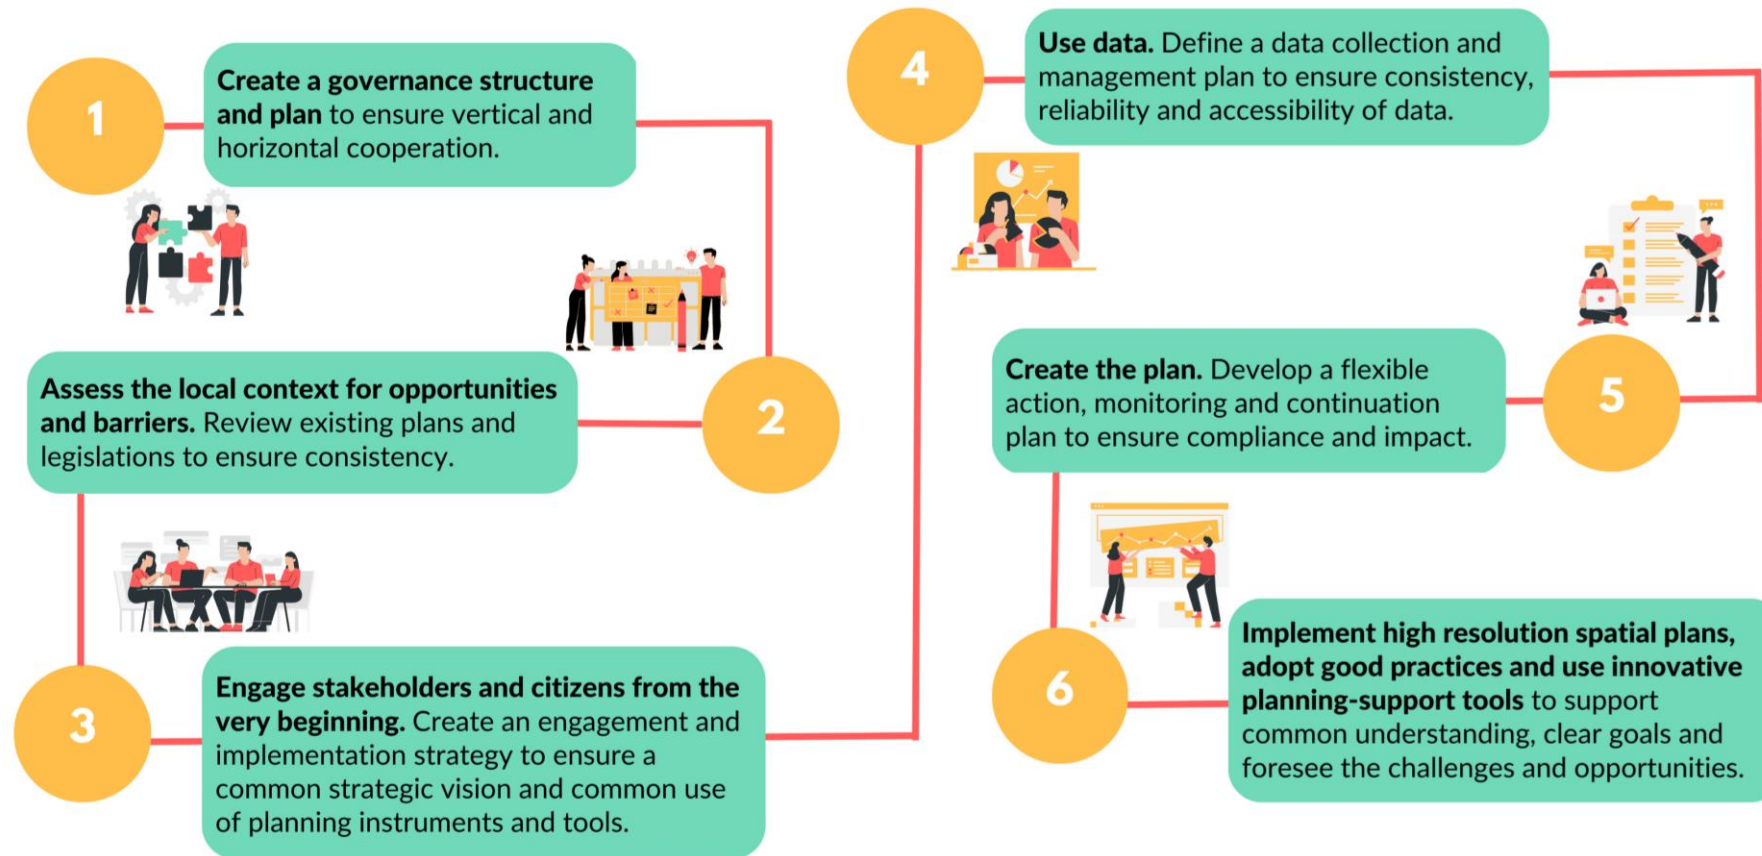 1
Create a governance structure
and plan to ensure vertical and
horizontal cooperation.
2
Assess the local context for opportunities
and barriers. Review existing plans and
legislations to ensure consistency.
3
Engage stakeholders and citizens from the
very beginning. Create an engagement and
implementation strategy to ensure a
common strategic vision and common use
of planning instruments and tools.
4
Use data. Define a data collection and
management plan to ensure consistency,
reliability and accessibility of data.
5
Create the plan. Develop a flexible
action, monitoring and continuation
plan to ensure compliance and impact.
6
Implement high resolution spatial plans,
adopt good practices and use innovative
planning-support tools to support
common understanding, clear goals and
foresee the challenges and opportunities.